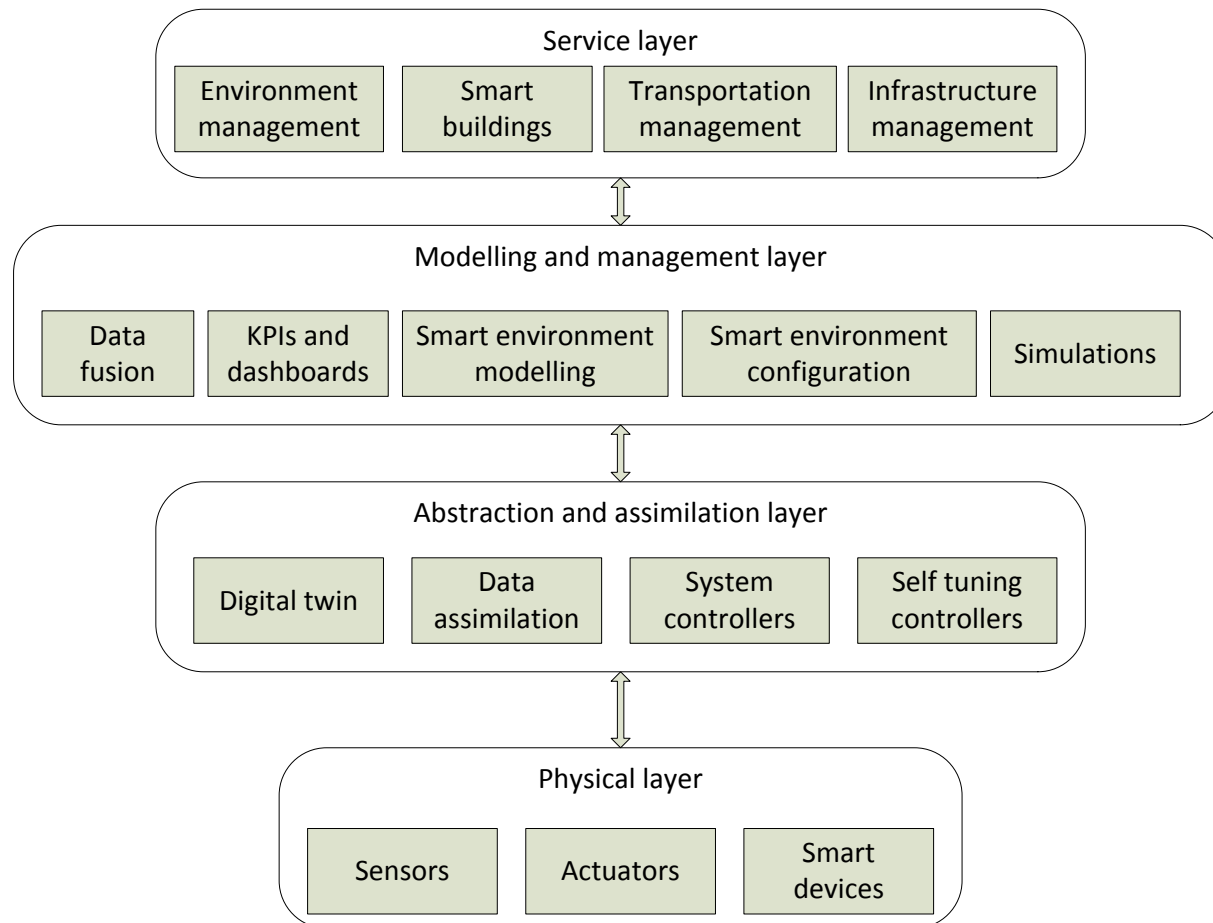 Service layer
Environment
management
Smart
buildings
Transportation
management
Infrastructure
management
Modelling and management layer
Data
fusion
KPIs and
dashboards
Smart environment
modelling
Smart environment
configuration
Simulations
Abstraction and assimilation layer
Digital twin
Data
assimilation
System
controllers
Self tuning
controllers
Physical layer
Sensors
Actuators
Smart
devices